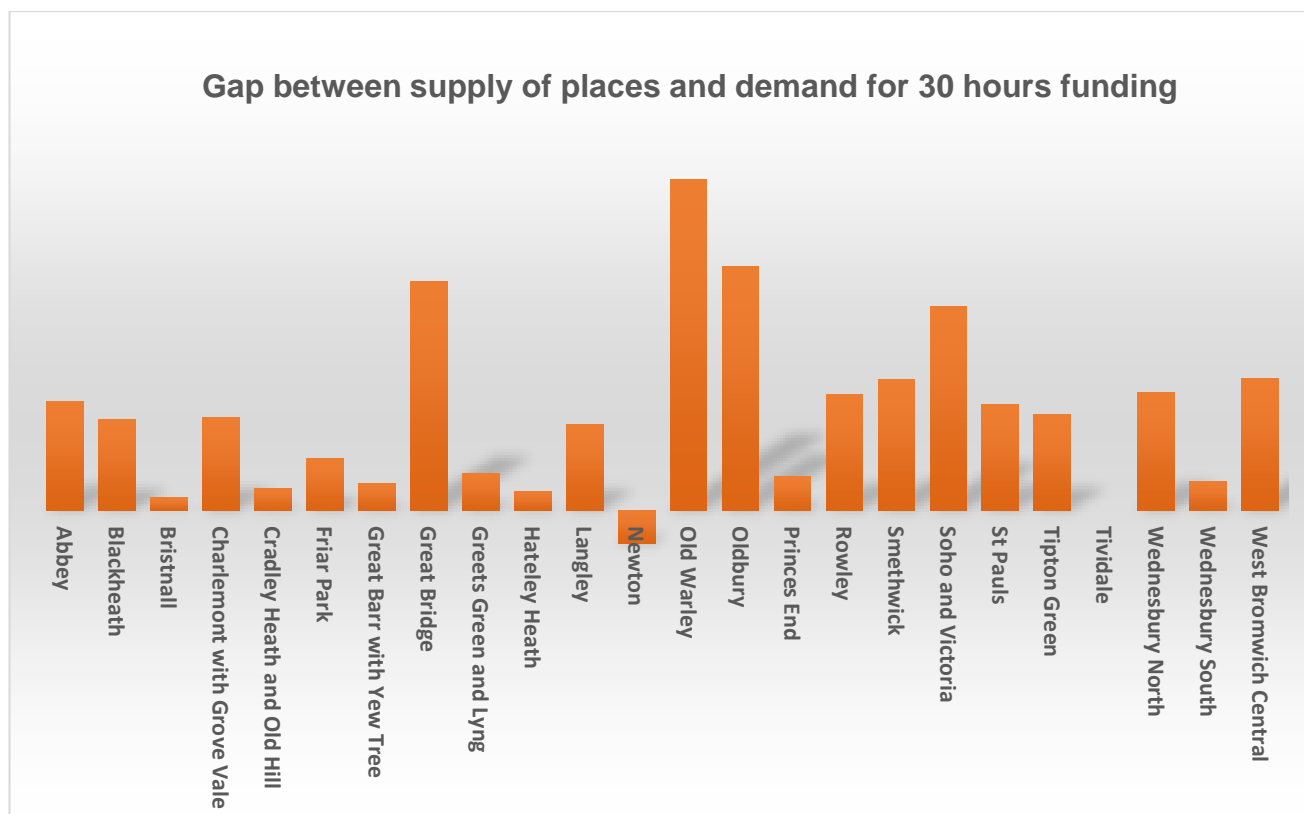 Gap between supply of places and demand for 30 hours funding
Abbey
Blackheath
Bristnall
Charlemont with Grove Vale
Cradley Heath and Old Hill
Friar Park
Great Barr with Yew Tree
Great Bridge
Greets Green and Lyng
Hateley Heath
Langley
Newton
Old Warley
Oldbury
Princes End
Rowley
Smethwick
Soho and Victoria
St Pauls
Tipton Green
Tividale
Wednesbury North
Wednesbury South
West Bromwich Central